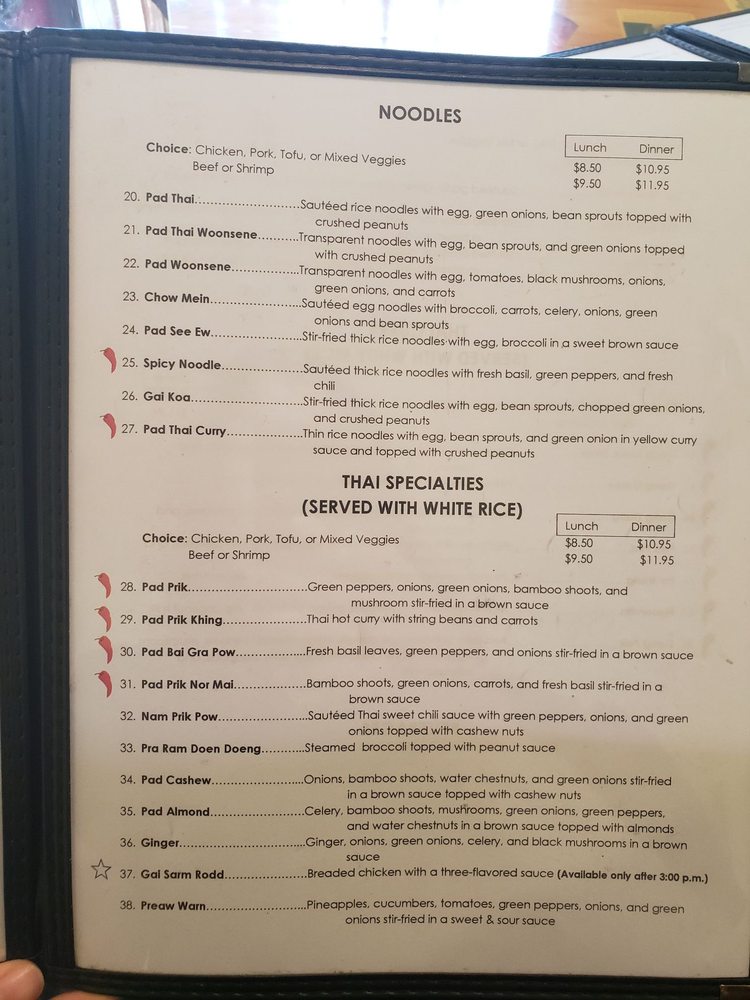 NOODLES
Choice: Chicken, Pork, Tofu, or Mixed Veggies
Beef or Shrimp
Lunch Dinner
$8.50 $10.95
$9.50 $11.95
20. Pad Thai..........................Sautéed rice noodles with egg, green onions, bean sprouts topped with
crushed peanuts
21. Pad Thai Woonsene..........Transparent noodles with egg, bean sprouts, and green onions topped
with crushed peanuts
22. Pad Woonsene.................Transparent noodles with egg, tomatoes, black mushrooms, onions,
green onions, and carrots
23. Chow Mein.......................Sautéed egg noodles with broccoli, carrots, celery, onions, green
onions and bean sprouts
24. Pad See Ew.......................Stir-fried thick rice noodles with egg, broccoli in a sweet brown sauce
25. Spicy Noodle....................Sautéed thick rice noodles with fresh basil, green peppers, and fresh
chili
26. Gai Koa............................Stir-fried thick rice noodles with egg, bean sprouts, chopped green onions,
and crushed peanuts
27. Pad Thai Curry...................Thin rice noodles with egg, bean sprouts, and green onion in yellow curry
sauce and topped with crushed peanuts
THAI SPECIALTIES
(SERVED WITH WHITE RICE)
Choice: Chicken, Pork, Tofu, or Mixed Veggies
Beef or Shrimp
Lunch Dinner
$8.50 $10.95
$9.50 $11.95
28. Pad Prik..............................Green peppers, onions, green onions, bamboo shoots, and
mushroom stir-fried in a brown sauce
29. Pad Prik Khing.....................Thai hot curry with string beans and carrots
30. Pad Bai Gra Pow..................Fresh basil leaves, green peppers, and onions stir-fried in a brown sauce
31. Pad Prik Nor Mai..................Bamboo shoots, green onions, carrots, and fresh basil stir-fried in a
brown sauce
32. Nam Prik Pow......................Sautéed Thai sweet chili sauce with green peppers, onions, and green
onions topped with cashew nuts
33. Pra Ram Doen Doeng...........Steamed broccoli topped with peanut sauce
34. Pad Cashew.......................Onions, bamboo shoots, water chestnuts, and green onions stir-fried
in a brown sauce topped with cashew nuts
35. Pad Almond.......................Celery, bamboo shoots, mushrooms, green onions, green peppers,
and water chestnuts in a brown sauce topped with almonds
36. Ginger...............................Ginger, onions, green onions, celery, and black mushrooms in a brown
sauce
37. Gai Sarm Rodd....................Breaded chicken with a three-flavored sauce (Available only after 3:00 p.m.)
38. Preaw Warn.........................Pineapples, cucumbers, tomatoes, green peppers, onions, and green
onions stir-fried in a sweet & sour sauce